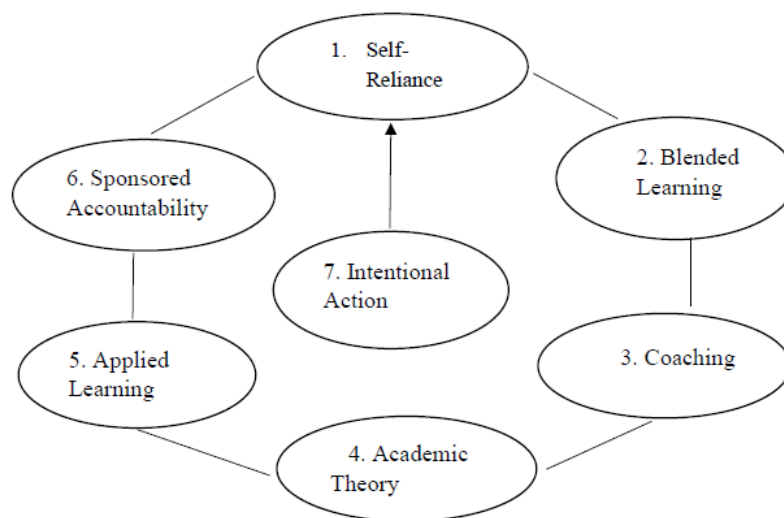 1. Self-
Reliance
2. Blended
Learning
6. Sponsored
Accountability
7. Intentional
Action
5. Applied
Learning
3. Coaching
4. Academic
Theory